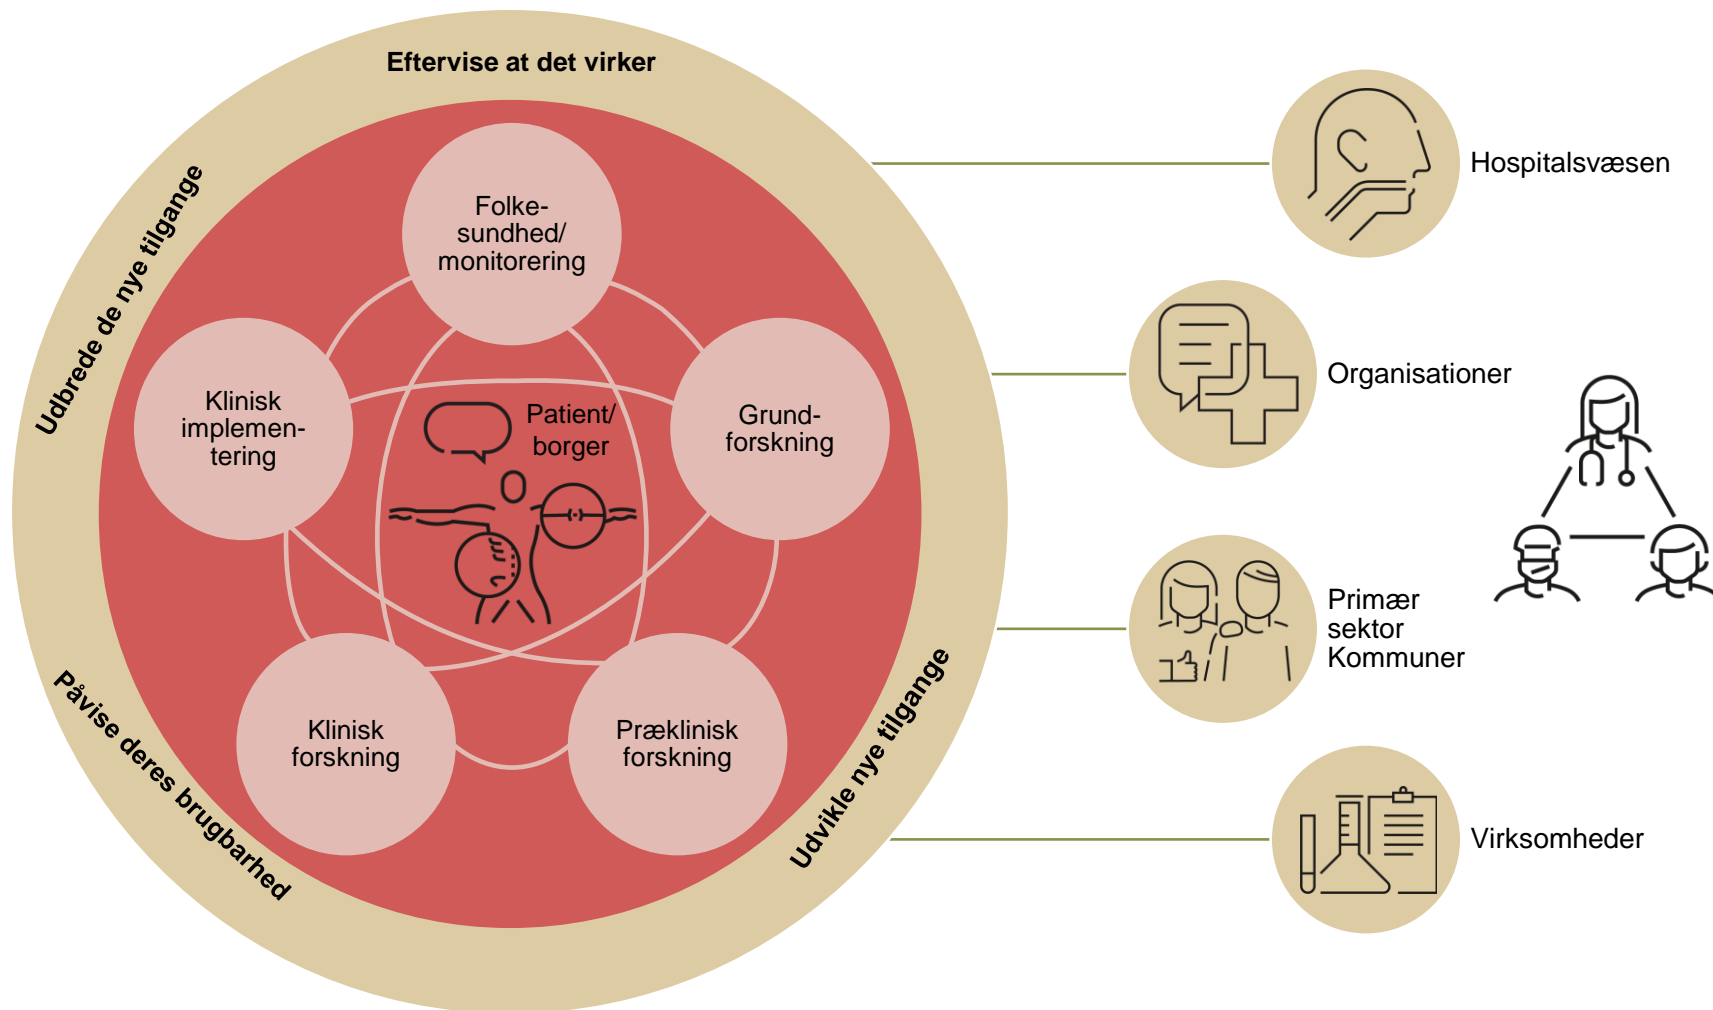 Eftervise at det virker
Udbrede de nye tilgange
Påvise deres brugbarhed
Udvikle nye tilgange
Folke-
sundhed/
monitorering
Klinisk
implemen-
tering
Patient/
borger
Grund-
forskning
Klinisk
forskning
Præklinisk
forskning
Hospitalsvæsen
Organisationer
Primær
sektor
Kommuner
Virksomheder